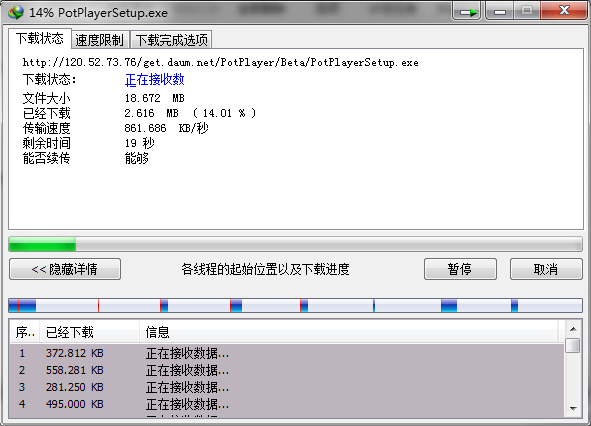 14% PotPlayerSetup.exe
下载状态 速度限制 下载完成选项
http://120.52.73.76/get.daum.net/PotPlayer/Beta/PotPlayerSetup.exe
下载状态: 正在接收数
文件大小 18.672 MB
已经下载 2.616 MB ( 14.01 % )
传输速度 861.686 KB/秒
剩余时间 19 秒
能否续传 能够
<< 隐藏详情 各线程的起始位置以及下载进度 暂停 取消
序.. 已经下载 信息
1 372.812 KB 正在接收数据...
2 558.281 KB 正在接收数据...
3 281.250 KB 正在接收数据...
4 495.000 KB 正在接收数据...